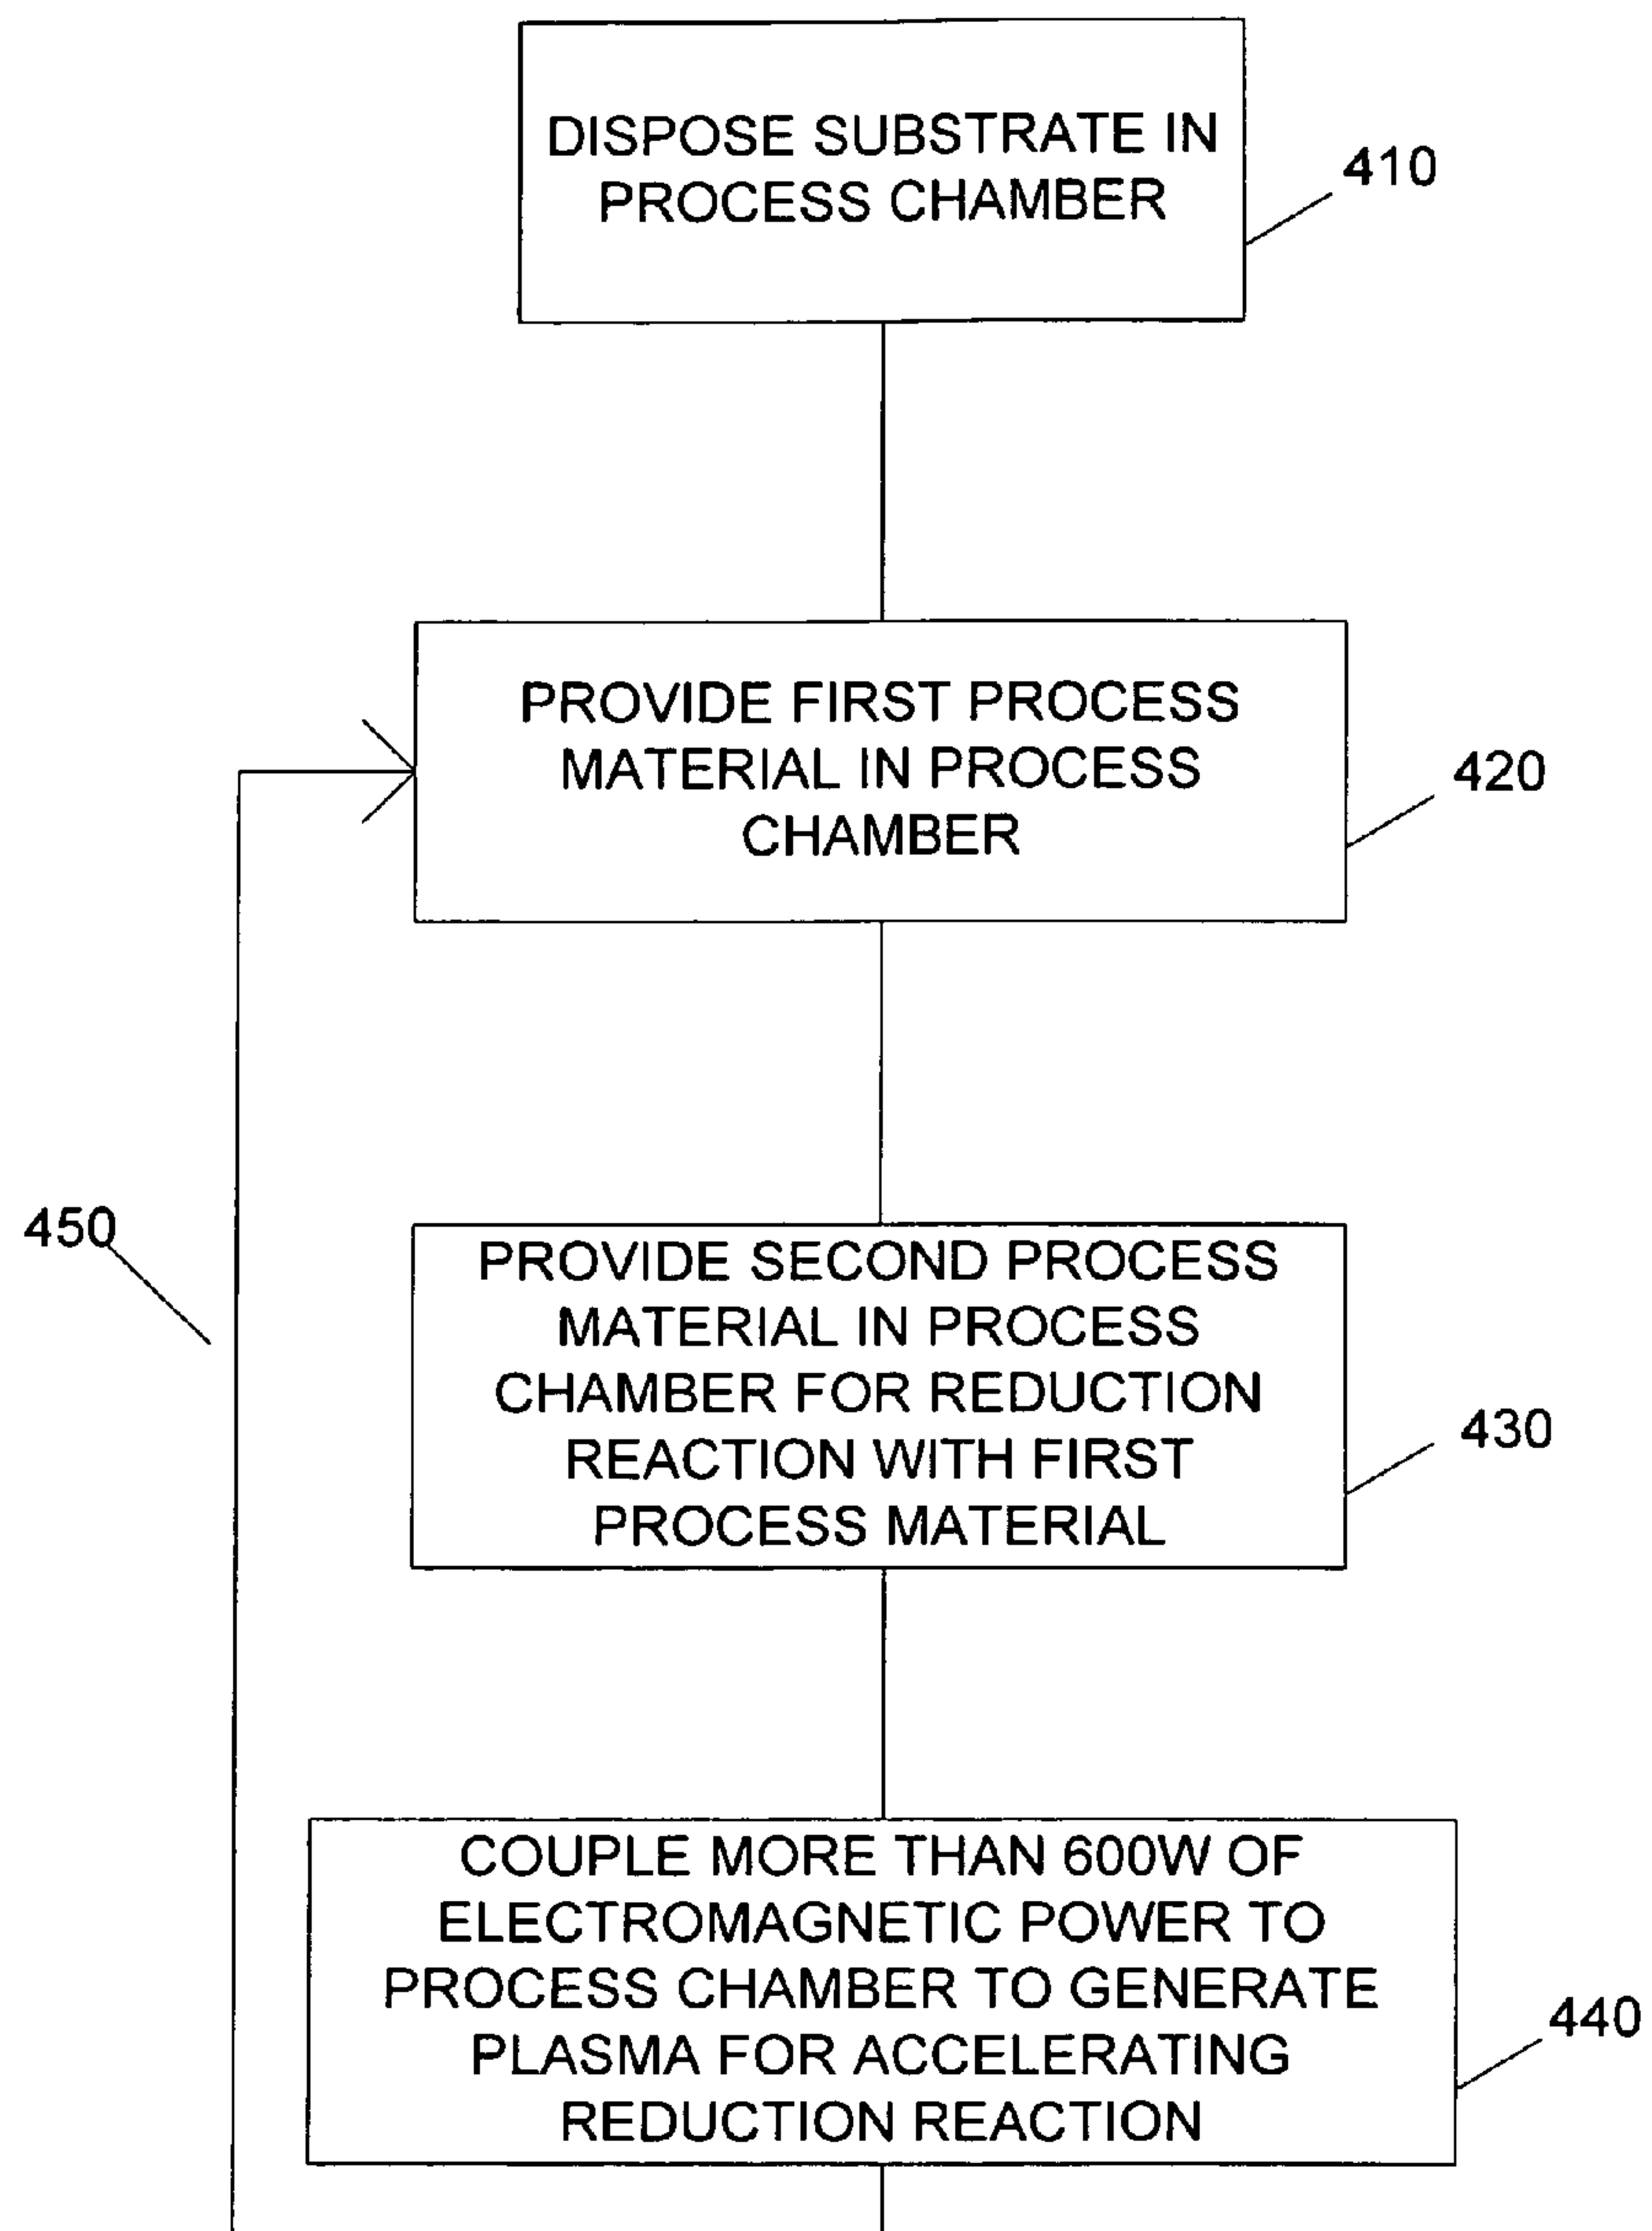 DISPOSE SUBSTRATE IN
PROCESS CHAMBER
410
PROVIDE FIRST PROCESS
MATERIAL IN PROCESS
CHAMBER
420
450
PROVIDE SECOND PROCESS
MATERIAL IN PROCESS
CHAMBER FOR REDUCTION
REACTION WITH FIRST
PROCESS MATERIAL
430
COUPLE MORE THAN 600W OF
ELECTROMAGNETIC POWER TO
PROCESS CHAMBER TO GENERATE
PLASMA FOR ACCELERATING
REDUCTION REACTION
440